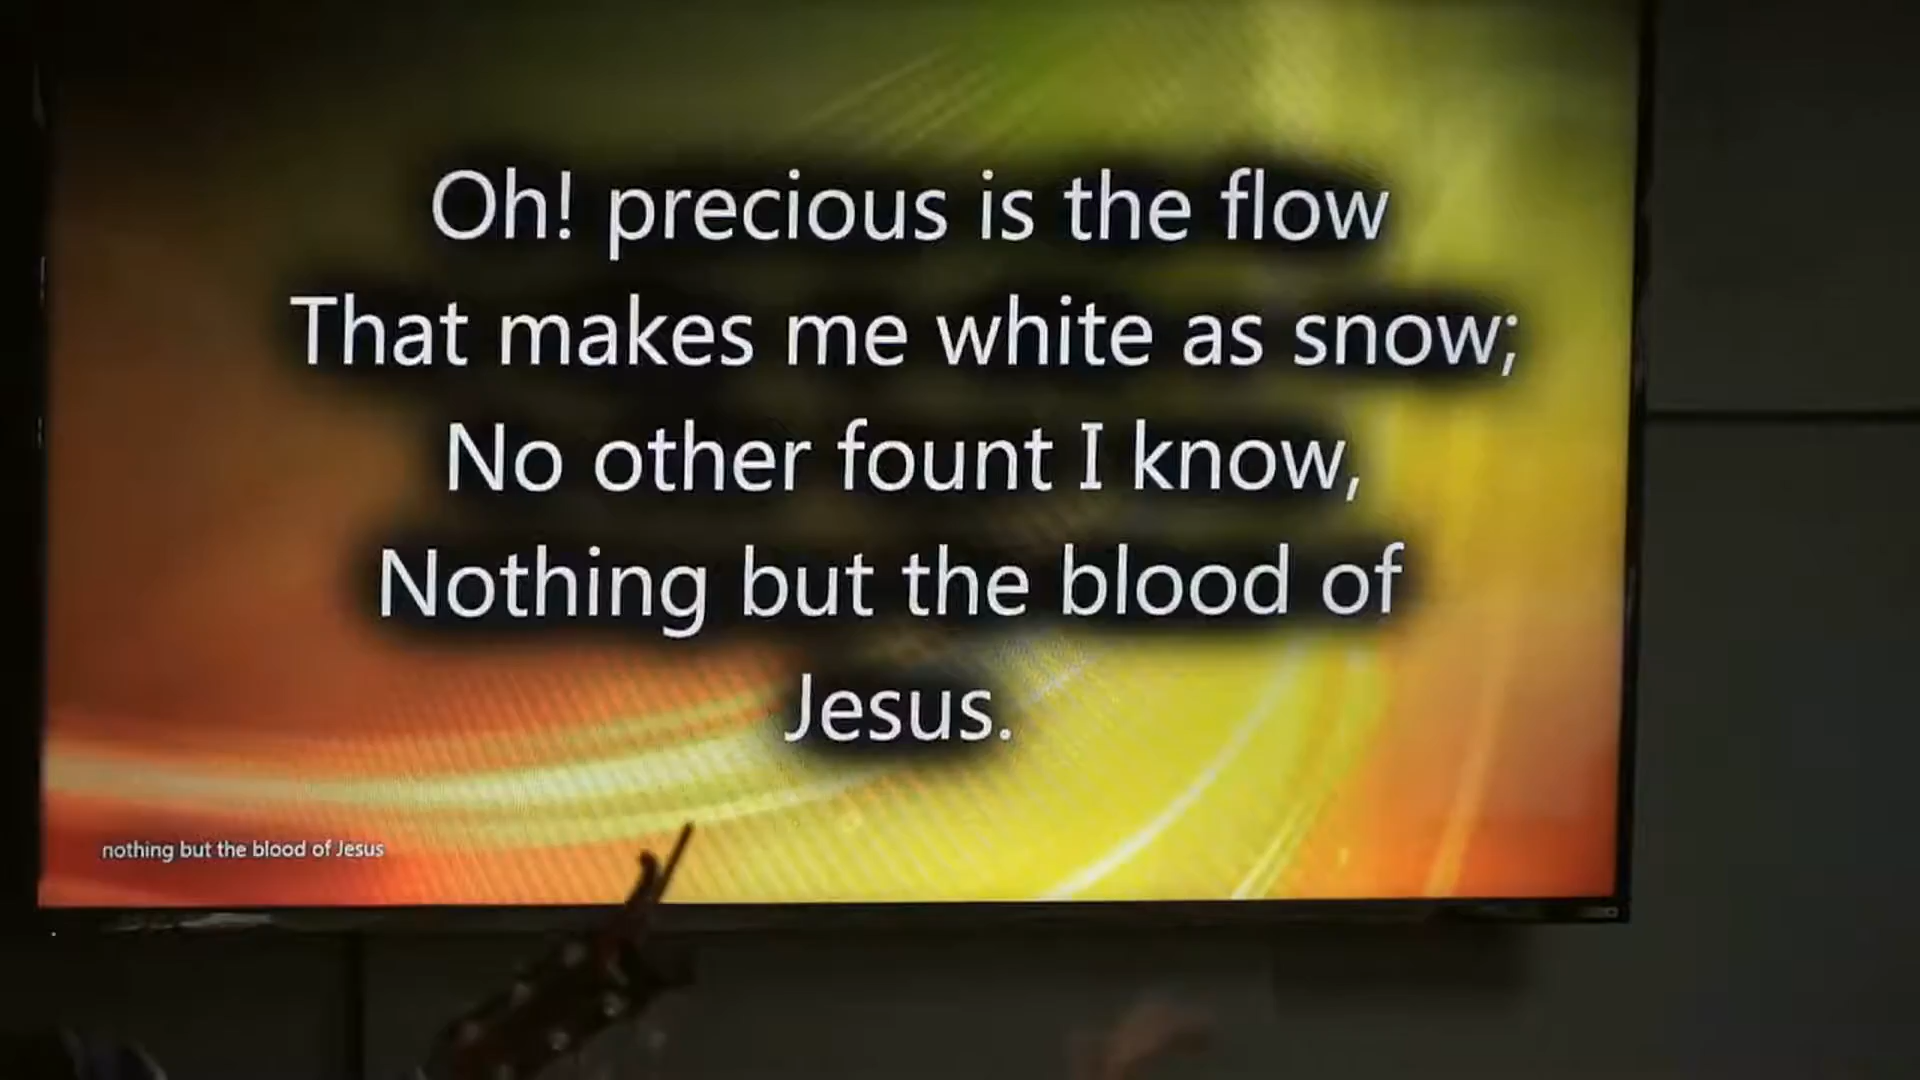 Oh! precious is the flow
That makes me white as snow;
No other fount I know,
Nothing but the blood of
Jesus.
nothing but the blood of Jesus